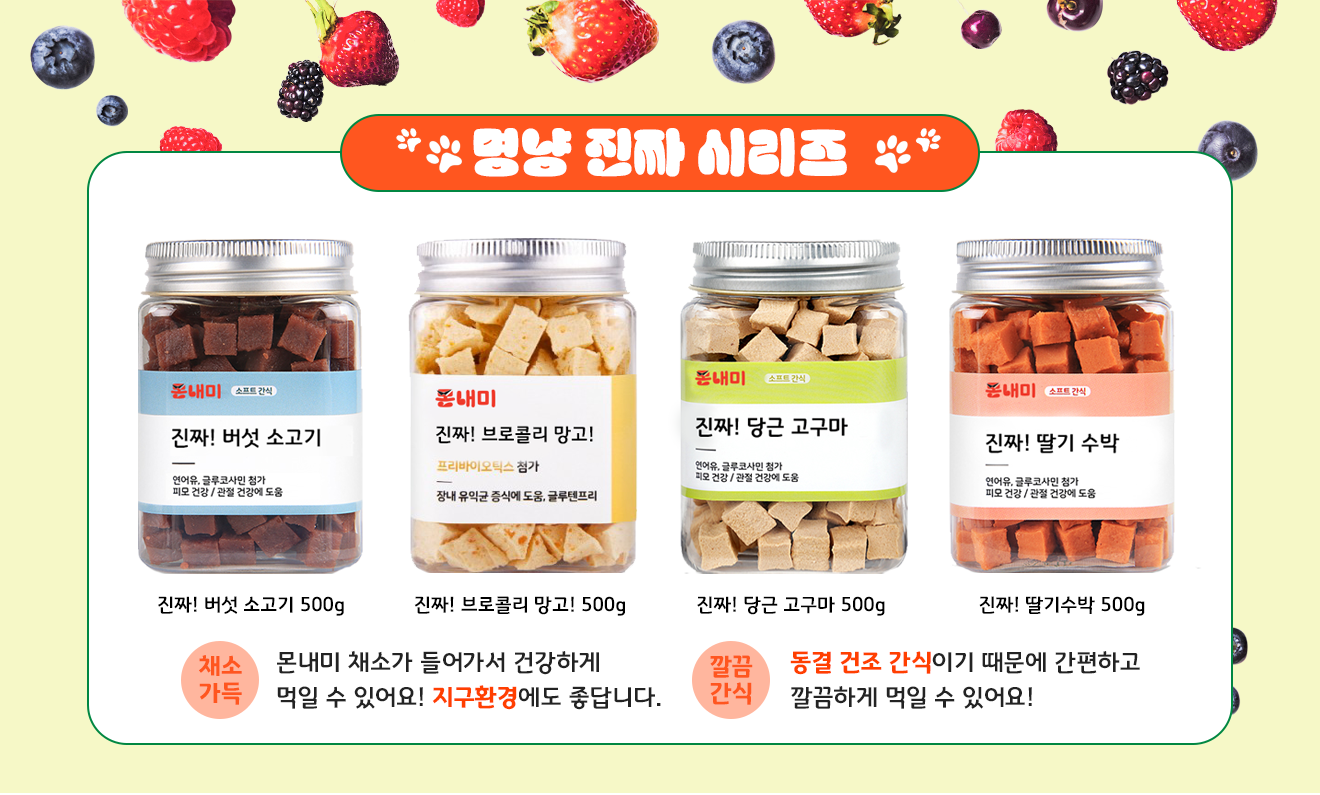 명냥 진짜 시리즈
몬내미 소프트 간식
진짜! 버섯 소고기
연어유, 글루코사민 첨가
피모 건강 / 관절 건강에 도움
몬내미
진짜! 브로콜리 망고!
프리바이오틱스 첨가
장내 유익균 증식에 도움, 글루텐프리
몬내미 소프트 간식
진짜! 당근 고구마
연어유, 글루코사민 첨가
피모 건강 / 관절 건강에 도움
몬내미 소프트 간식
진짜! 딸기 수박
연어유, 글루코사민 첨가
피모 건강 / 관절 건강에 도움
진짜! 버섯 소고기 500g
진짜! 브로콜리 망고! 500g
진짜! 당근 고구마 500g
진짜! 딸기수박 500g
채소
가득
몬내미 채소가 들어가서 건강하게
먹일 수 있어요! 지구환경에도 좋답니다.
깔끔
간식
동결 건조 간식이기 때문에 간편하고
깔끔하게 먹일 수 있어요!